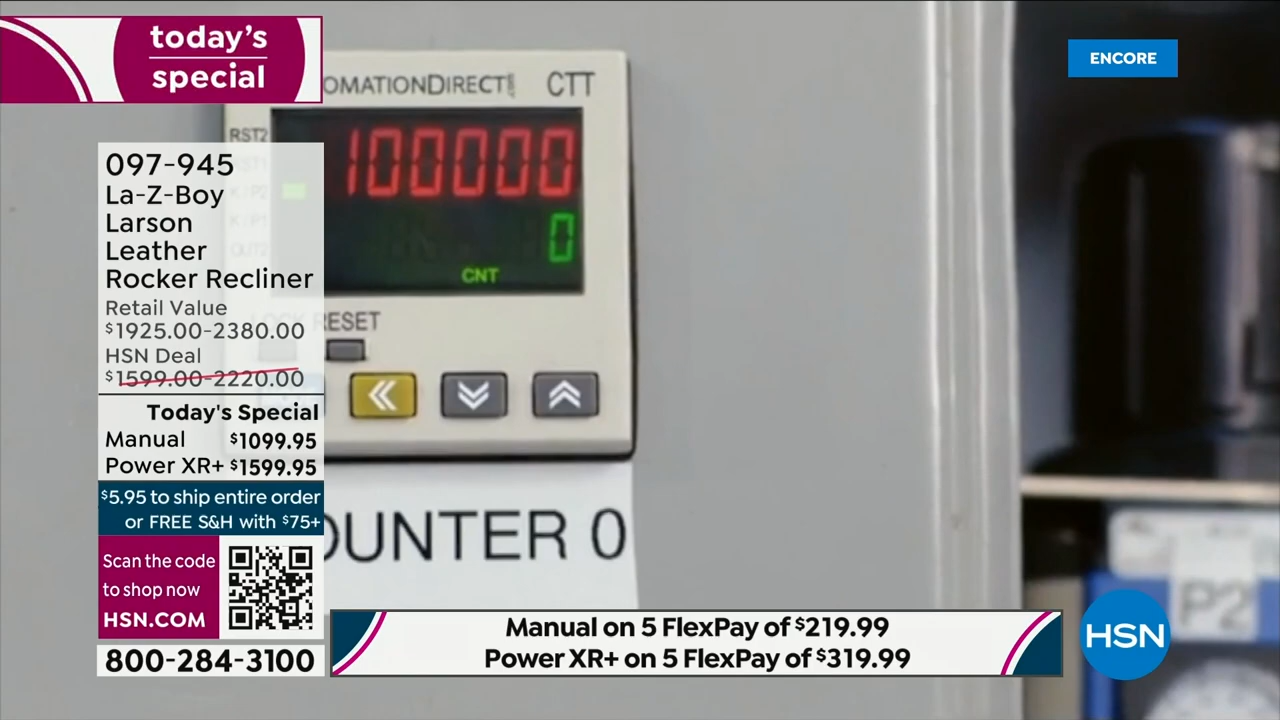 today's
special
ENCORE
OMATIONDIRECT CTT
RST2
100000
0
CNT
RESET
OUNTER 0
P2
097-945
La-Z-Boy
Larson
Leather
Rocker Recliner
Retail Value
$1925.00-2380.00
HSN Deal
$1599.00-2220.00
Today's Special
Manual $1099.95
Power XR+ $1599.95
$5.95 to ship entire order
or FREE S&H with $75+
Scan the code
to shop now
HSN.COM
800-284-3100
Manual on 5 FlexPay of $219.99
Power XR+ on 5 FlexPay of $319.99
HSN